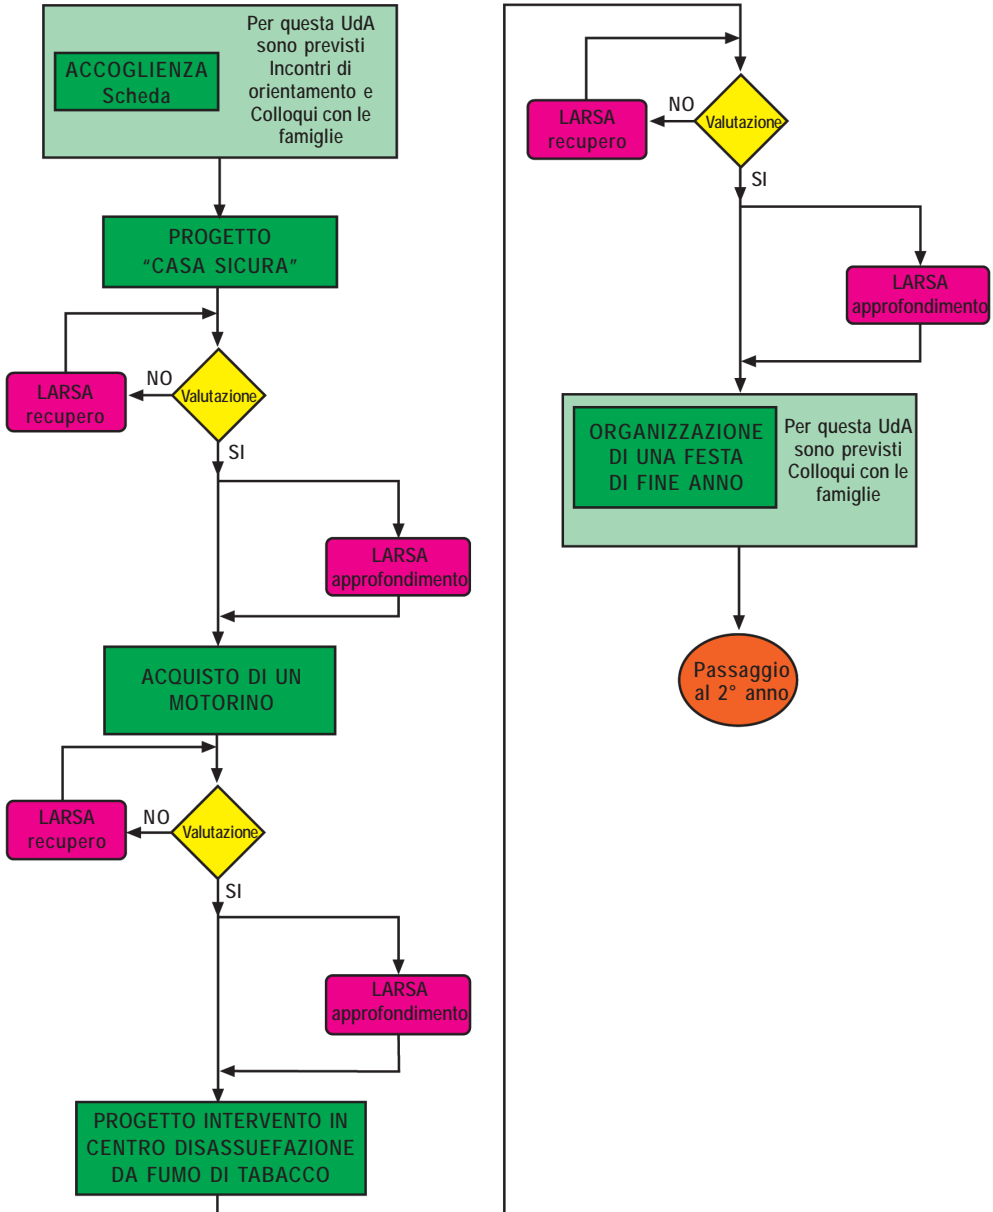 ACCOGLIENZA
Scheda
Per questa UdA
sono previsti
Incontri di
orientamento e
Colloqui con le
famiglie
PROGETTO
“CASA SICURA”
LARSA
recupero
NO
Valutazione
SI
LARSA
approfondimento
ACQUISTO DI UN
MOTORINO
LARSA
recupero
NO
Valutazione
SI
LARSA
approfondimento
PROGETTO INTERVENTO IN
CENTRO DISASSUEFAZIONE
DA FUMO DI TABACCO
LARSA
recupero
NO
Valutazione
SI
LARSA
approfondimento
ORGANIZZAZIONE
DI UNA FESTA
DI FINE ANNO
Per questa UdA
sono previsti
Colloqui con le
famiglie
Passaggio
al 2° anno